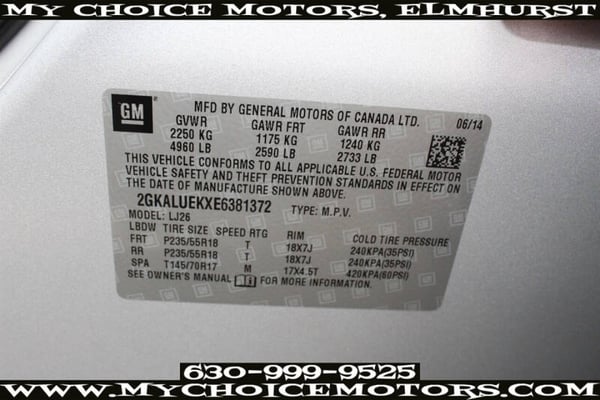 My Choice Motors, Elmhurst
GM
MFD BY GENERAL MOTORS OF CANADA LTD.
06/14
GVWR GAWR FRT GAWR RR
2250 KG 1175 KG 1240 KG
4960 LB 2590 LB 2733 LB
THIS VEHICLE CONFORMS TO ALL APPLICABLE U.S. FEDERAL MOTOR
VEHICLE SAFETY AND THEFT PREVENTION STANDARDS IN EFFECT ON
THE DATE OF MANUFACTURE SHOWN ABOVE.
2GKALUEKXE6381372 TYPE: M.P.V.
MODEL: LJ26
LBDW TIRE SIZE SPEED RTG RIM COLD TIRE PRESSURE
FRT P235/55R18 T 18X7J 240KPA(35PSI)
RR P235/55R18 T 18X7J 240KPA(35PSI)
SPA T145/70R17 M 17X4.5T 420KPA(60PSI)
SEE OWNER'S MANUAL FOR MORE INFORMATION.
630-999-9525
www.MyChoiceMotors.com